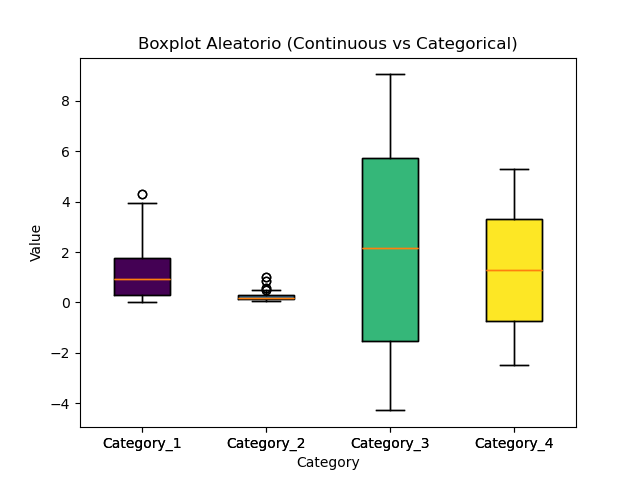 Boxplot Aleatorio (Continuous vs Categorical)
Value
8
6
4
2
0
−2
−4
Category_1 Category_2 Category_3 Category_4
Category